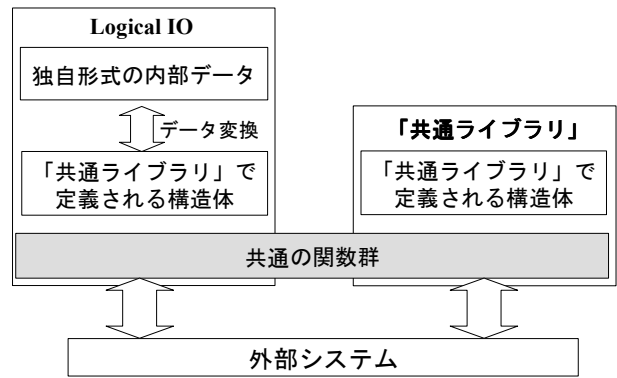 Logical IO
独自形式の内部データ
データ変換
「共通ライブラリ」で
定義される構造体
「共通ライブラリ」
「共通ライブラリ」で
定義される構造体
共通の関数群
外部システム